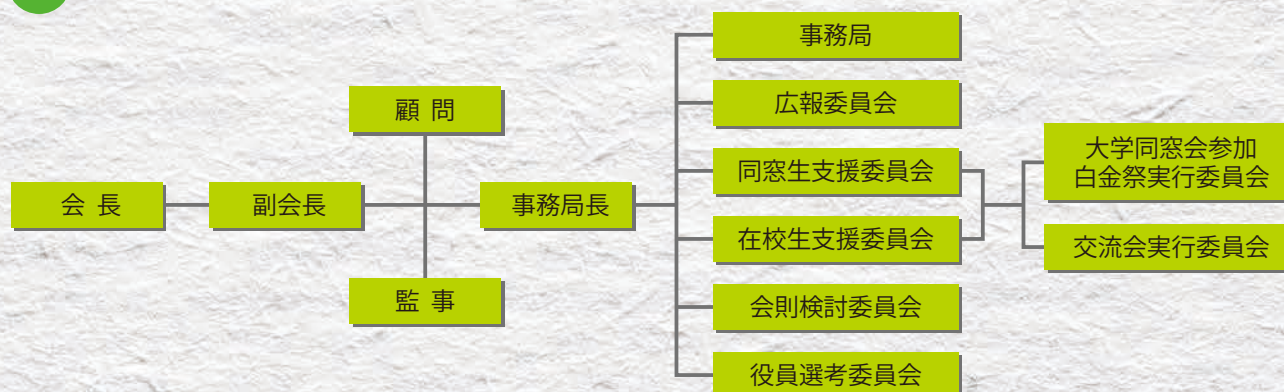 会 長
副会長
顧 問
監 事
事務局長
事務局
広報委員会
同窓生支援委員会
在校生支援委員会
会則検討委員会
役員選考委員会
大学同窓会参加
白金祭実行委員会
交流会実行委員会